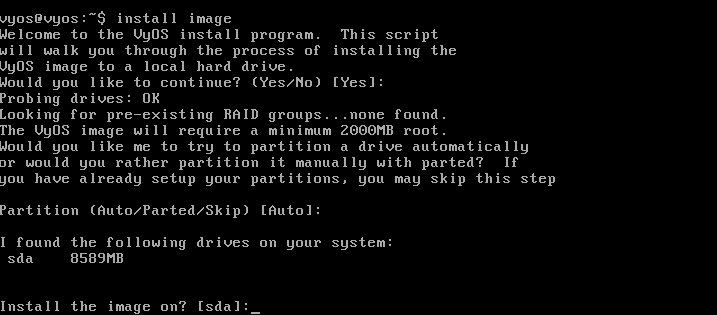 vyos@vyos:~$ install image
Welcome to the VyOS install program.  This script
will walk you through the process of installing the
VyOS image to a local hard drive.
Would you like to continue? (Yes/No) [Yes]:
Probing drives: OK
Looking for pre-existing RAID groups...none found.
The VyOS image will require a minimum 2000MB root.
Would you like me to try to partition a drive automatically
or would you rather partition it manually with parted?  If
you have already setup your partitions, you may skip this step
Partition (Auto/Parted/Skip) [Auto]:
I found the following drives on your system:
 sda    8589MB
Install the image on? [sda]:_